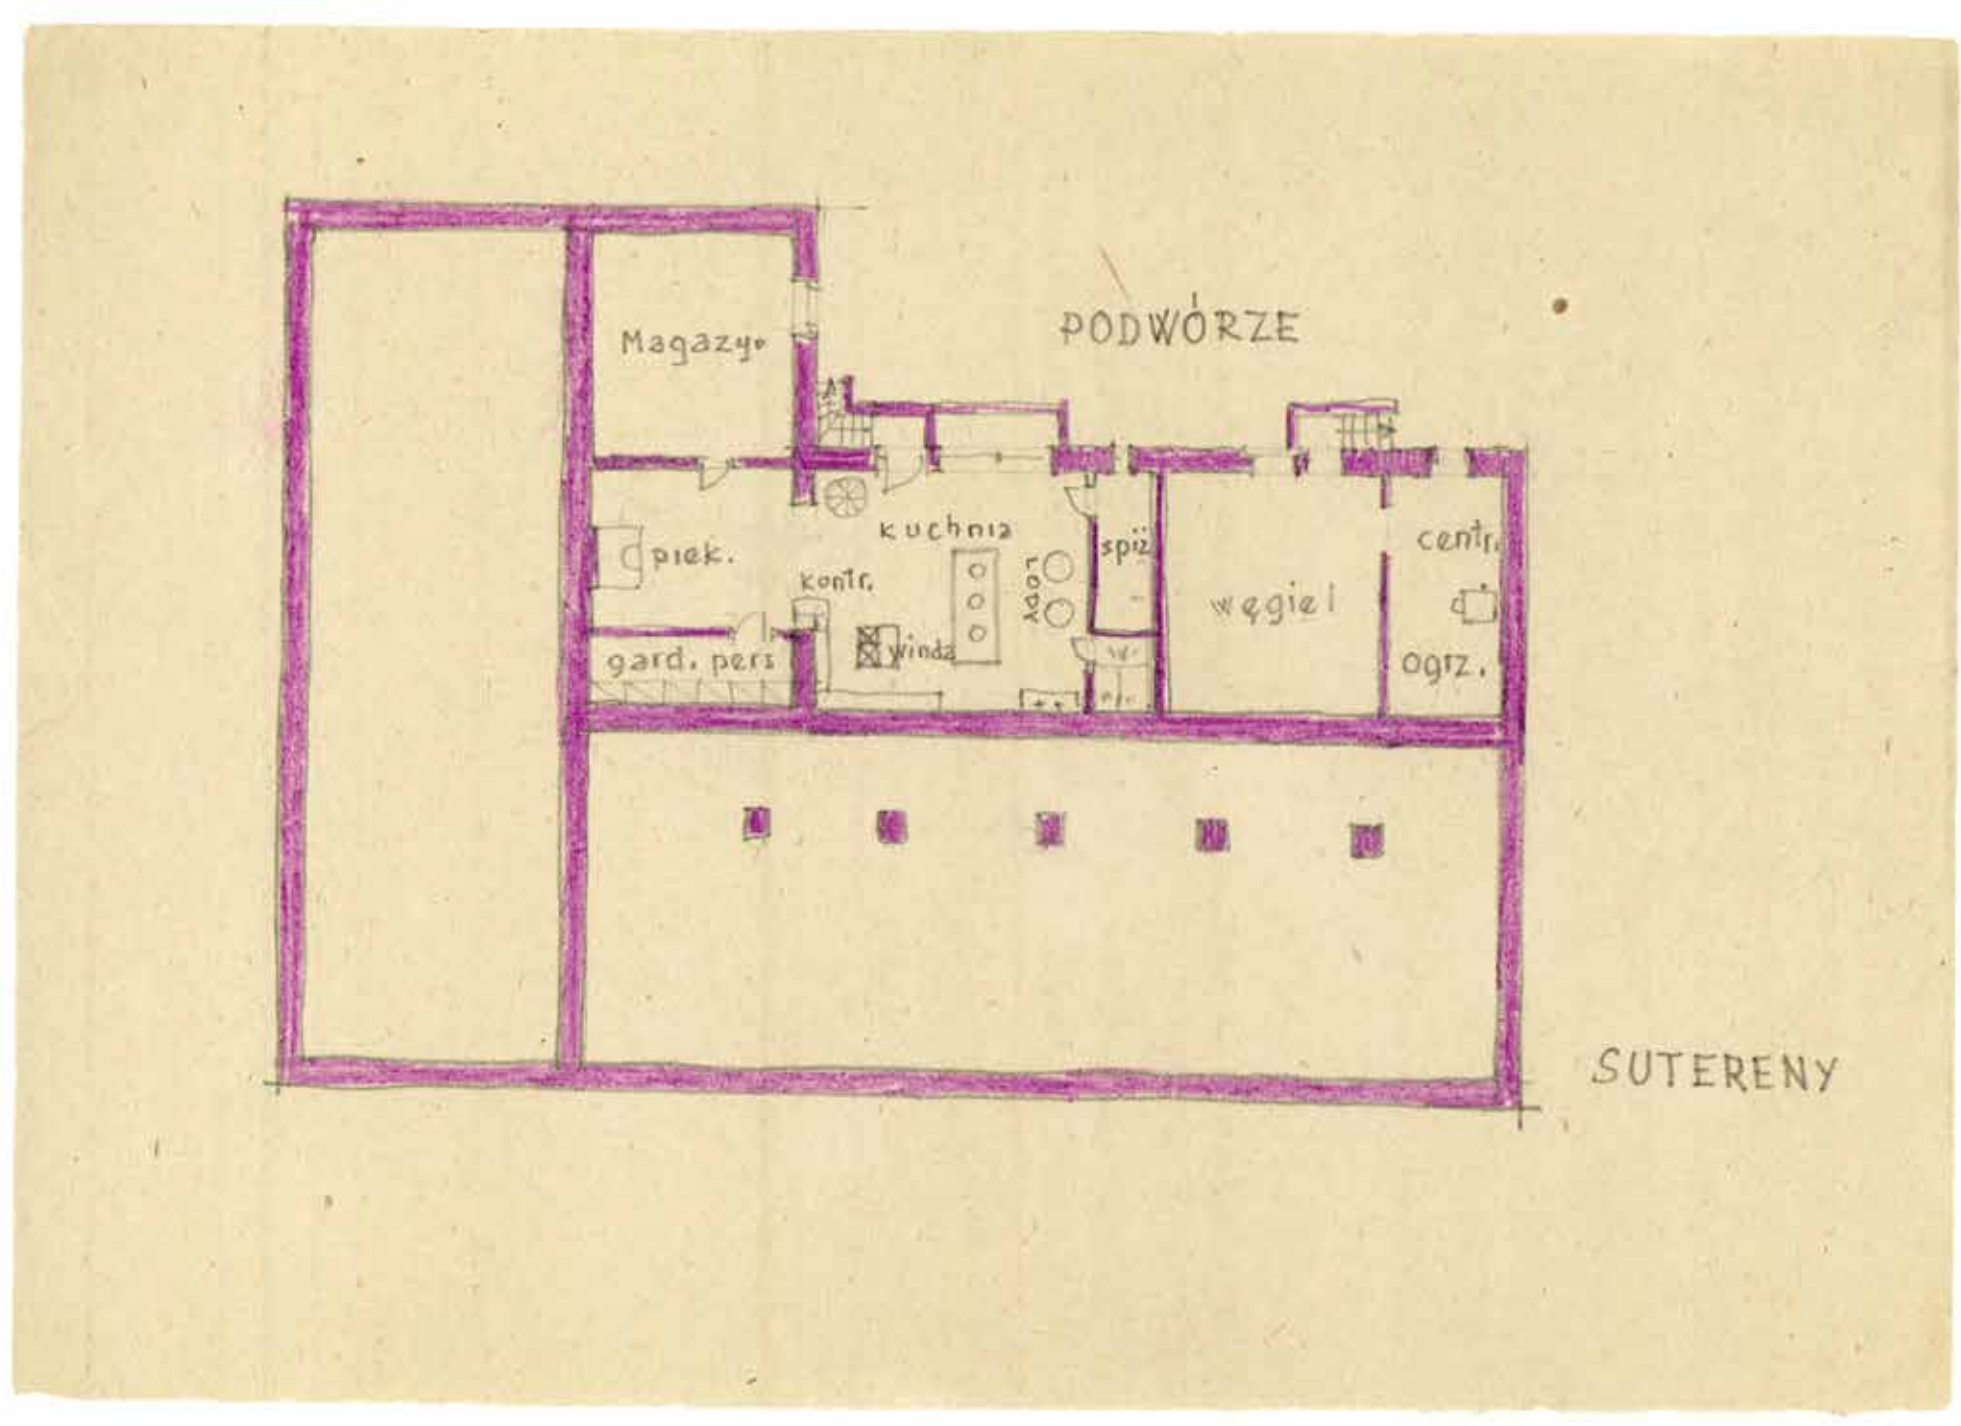 PODWÓRZE
Magazyn
kuchnia
piek.
kontr.
lody
spiż
centr.
ogrz.
węgiel
gard. pers
winda
SUTERENY